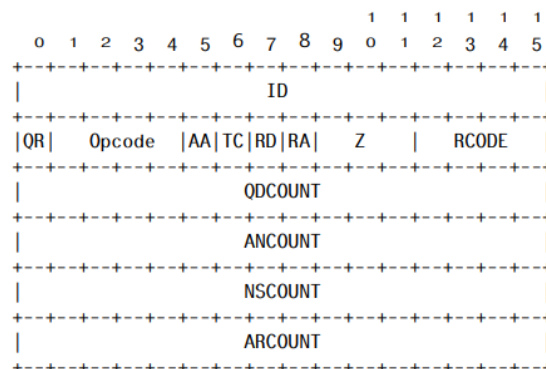 1 1 1 1 1 1
0 1 2 3 4 5 6 7 8 9 0 1 2 3 4 5
+--+--+--+--+--+--+--+--+--+--+--+--+--+--+--+--
| ID |
+--+--+--+--+--+--+--+--+--+--+--+--+--+--+--+--
|QR| Opcode |AA|TC|RD|RA| Z | RCODE |
+--+--+--+--+--+--+--+--+--+--+--+--+--+--+--+--
| QDCOUNT |
+--+--+--+--+--+--+--+--+--+--+--+--+--+--+--+--
| ANCOUNT |
+--+--+--+--+--+--+--+--+--+--+--+--+--+--+--+--
| NSCOUNT |
+--+--+--+--+--+--+--+--+--+--+--+--+--+--+--+--
| ARCOUNT |
+--+--+--+--+--+--+--+--+--+--+--+--+--+--+--+--